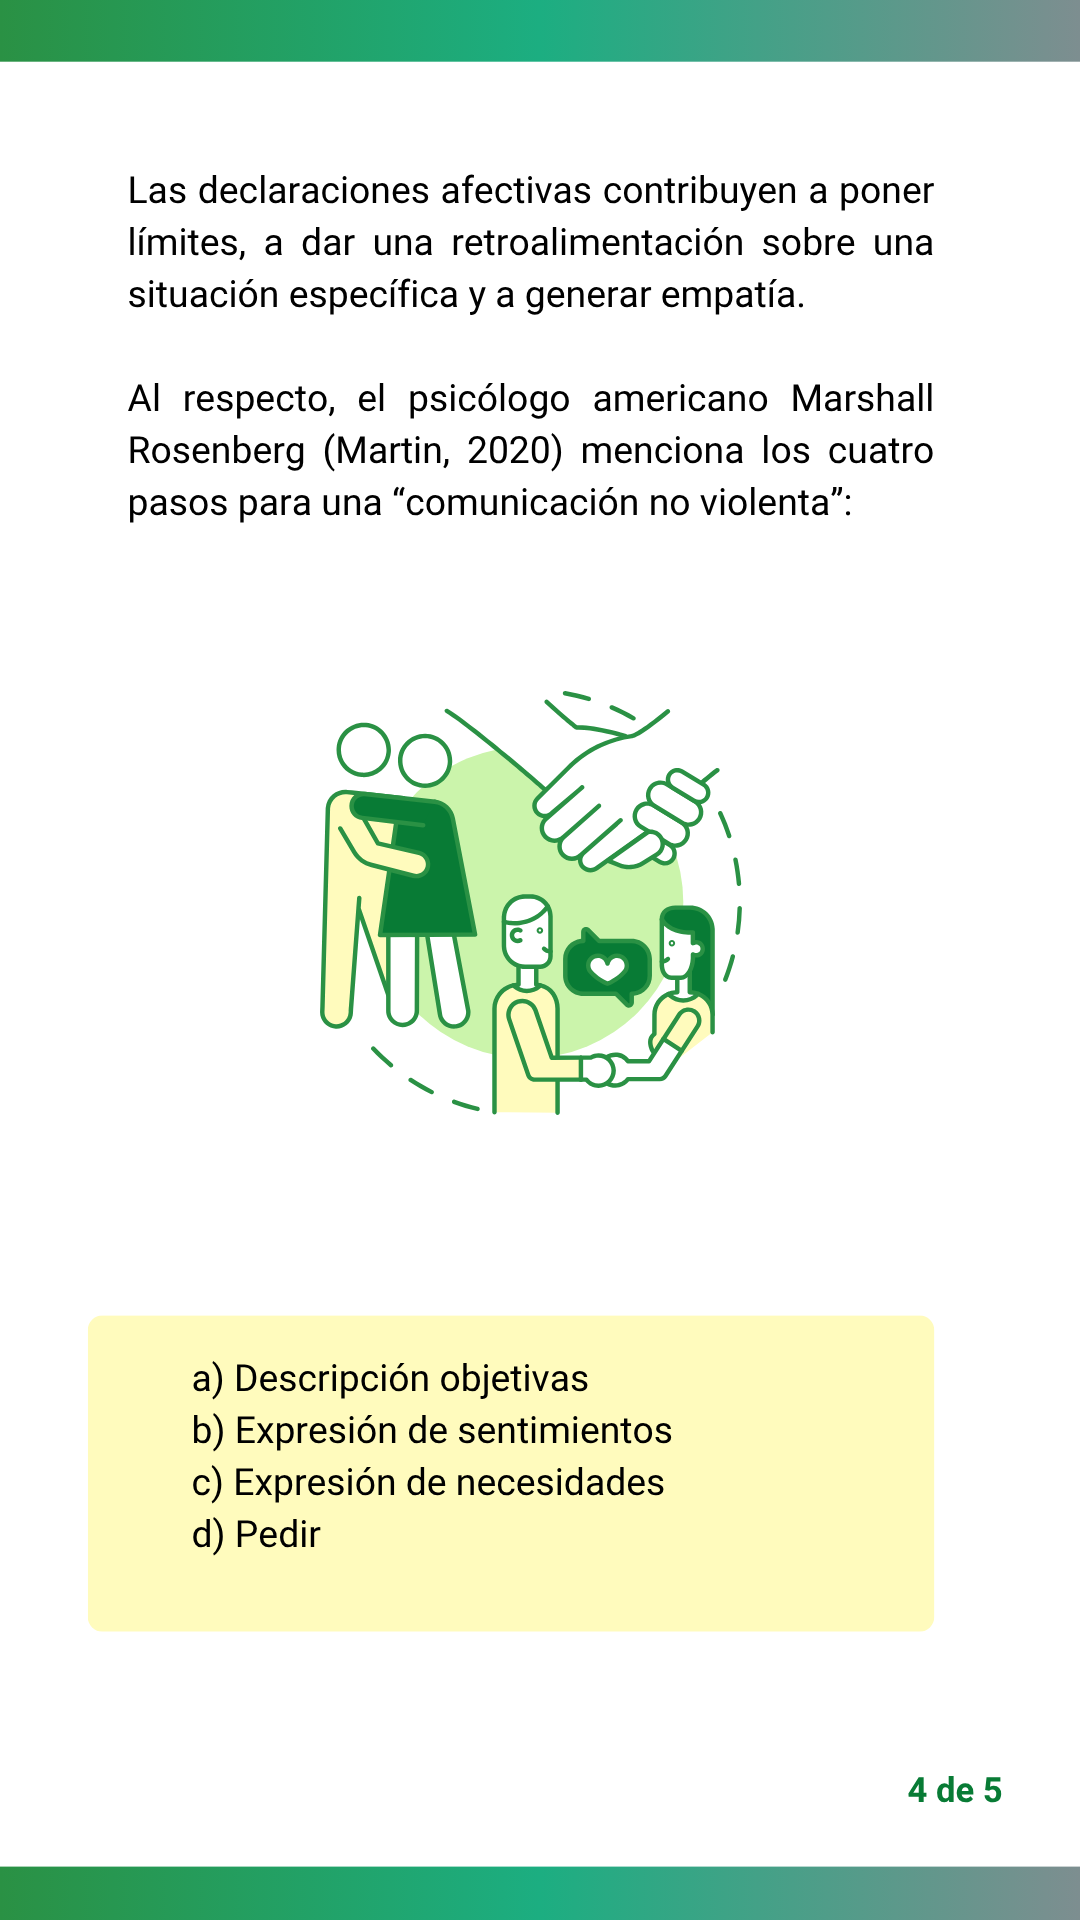 Las declaraciones afectivas contribuyen a poner
límites, a dar una retroalimentación sobre una
situación específica y a generar empatía.
Al respecto, el psicólogo americano Marshall
Rosenberg (Martin, 2020) menciona los cuatro
pasos para una “comunicación no violenta”:
a) Descripción objetivas
b) Expresión de sentimientos
c) Expresión de necesidades
d) Pedir
4 de 5